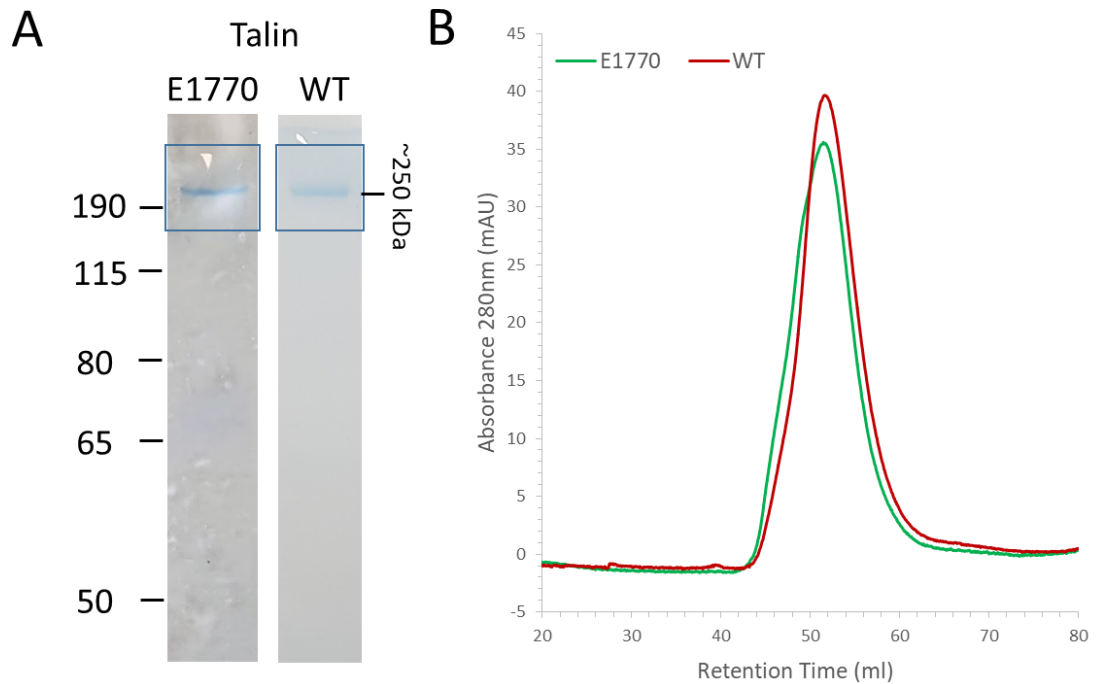 A
Talin
E1770 WT
~250 kDa
190
115
80
65
50
B
E1770 WT
Absorbance 280nm (mAU)
45
40
35
30
25
20
15
10
5
0
-5
20 30 40 50 60 70 80
Retention Time (ml)